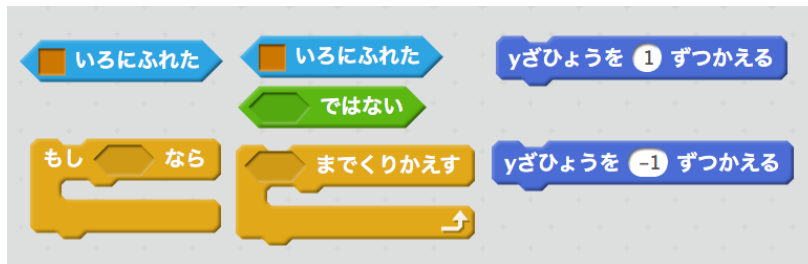 いろにふれた
いろにふれた
yざひょうを 1 ずつかえる
ではない
もし なら
までくりかえす
yざひょうを -1 ずつかえる